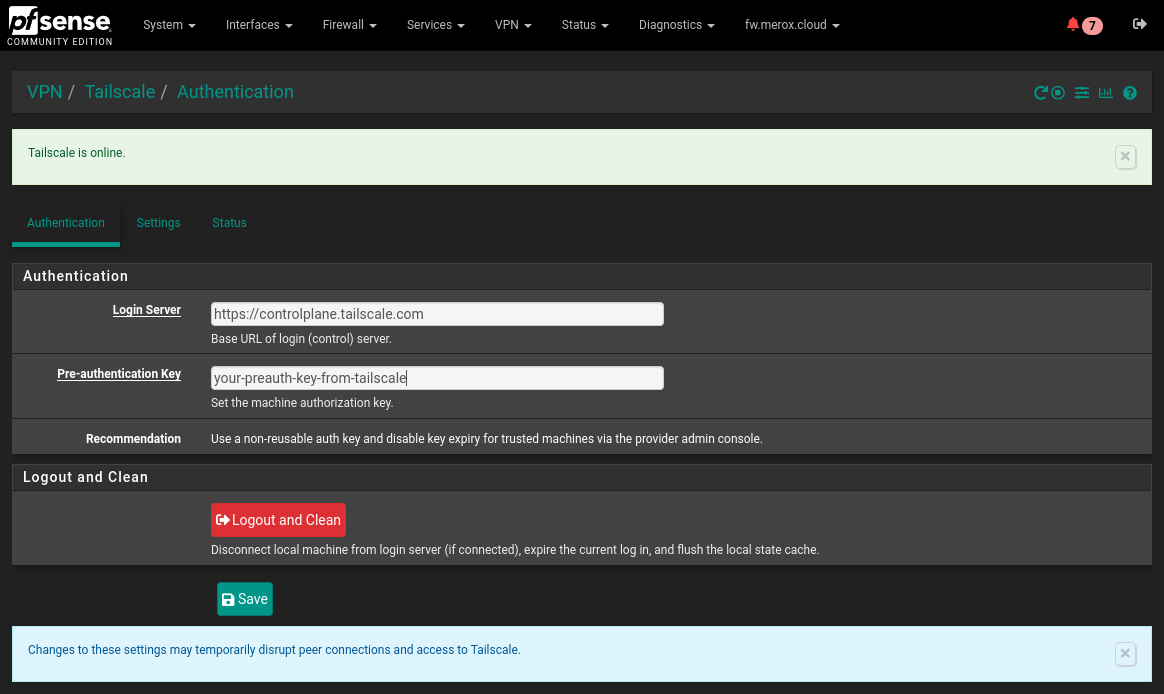 pfsense
COMMUNITY EDITION
System Interfaces Firewall Services VPN Status Diagnostics fw.merox.cloud 7
VPN / Tailscale / Authentication
Tailscale is online.
Authentication Settings Status
Authentication
Login Server https://controlplane.tailscale.com
Base URL of login (control) server.
Pre-authentication Key your-preauth-key-from-tailscale
Set the machine authorization key.
Recommendation Use a non-reusable auth key and disable key expiry for trusted machines via the provider admin console.
Logout and Clean
Logout and Clean
Disconnect local machine from login server (if connected), expire the current log in, and flush the local state cache.
Save
Changes to these settings may temporarily disrupt peer connections and access to Tailscale.